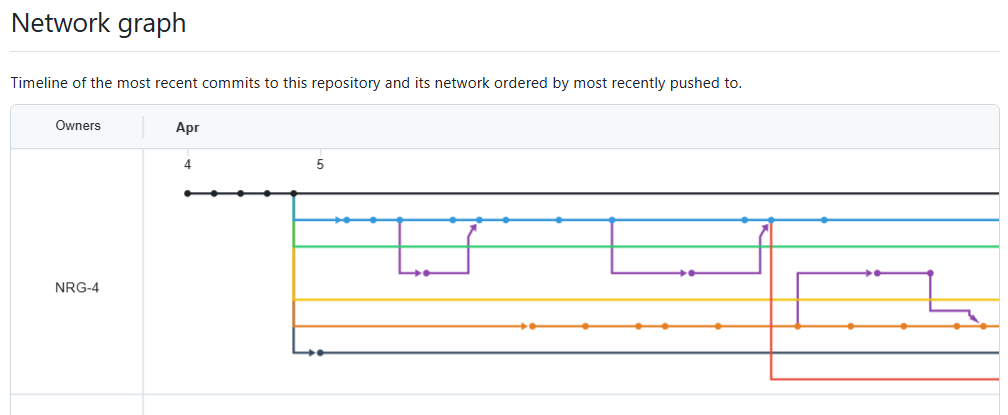 Network graph
Timeline of the most recent commits to this repository and its network ordered by most recently pushed to.
Owners
Apr
4
5
NRG-4